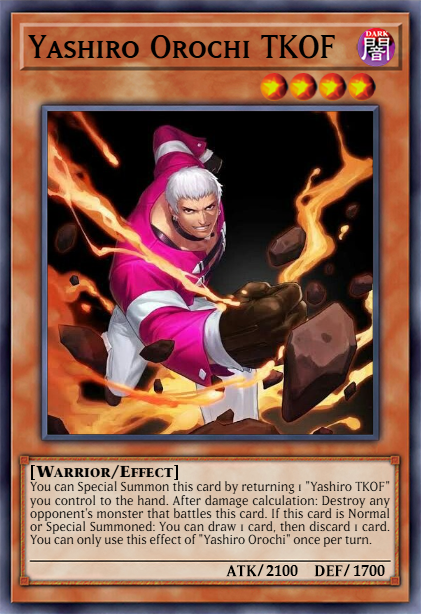 Yashiro Orochi TKOF
DARK
闇
[Warrior/Effect]
You can Special Summon this card by returning 1 "Yashiro TKOF"
you control to the hand. After damage calculation: Destroy any
opponent's monster that battles this card. If this card is Normal
or Special Summoned: You can draw 1 card, then discard 1 card.
You can only use this effect of "Yashiro Orochi" once per turn.
ATK/2100 DEF/1700